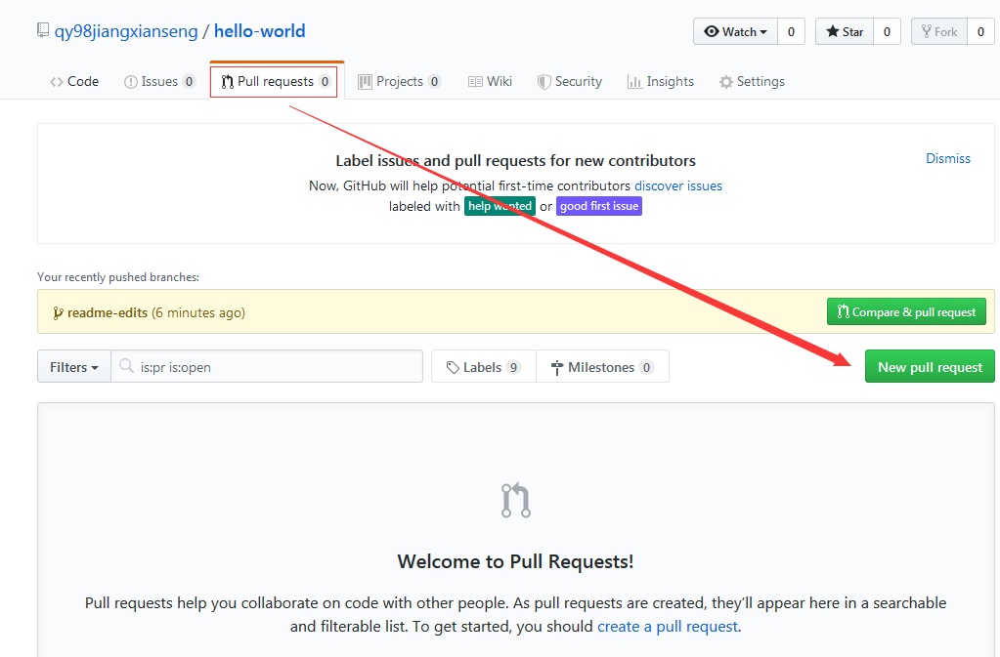 qy98jiangxianseng / hello-world
Watch 0 Star 0 Fork 0
Code Issues 0 Pull requests 0 Projects 0 Wiki Security Insights Settings
Label issues and pull requests for new contributors
Dismiss
Now, GitHub will help potential first-time contributors discover issues
labeled with help wanted or good first issue
Your recently pushed branches:
readme-edits (6 minutes ago)
Compare & pull request
Filters is:pr is:open Labels 9 Milestones 0 New pull request
Welcome to Pull Requests!
Pull requests help you collaborate on code with other people. As pull requests are created, they’ll appear here in a searchable
and filterable list. To get started, you should create a pull request.